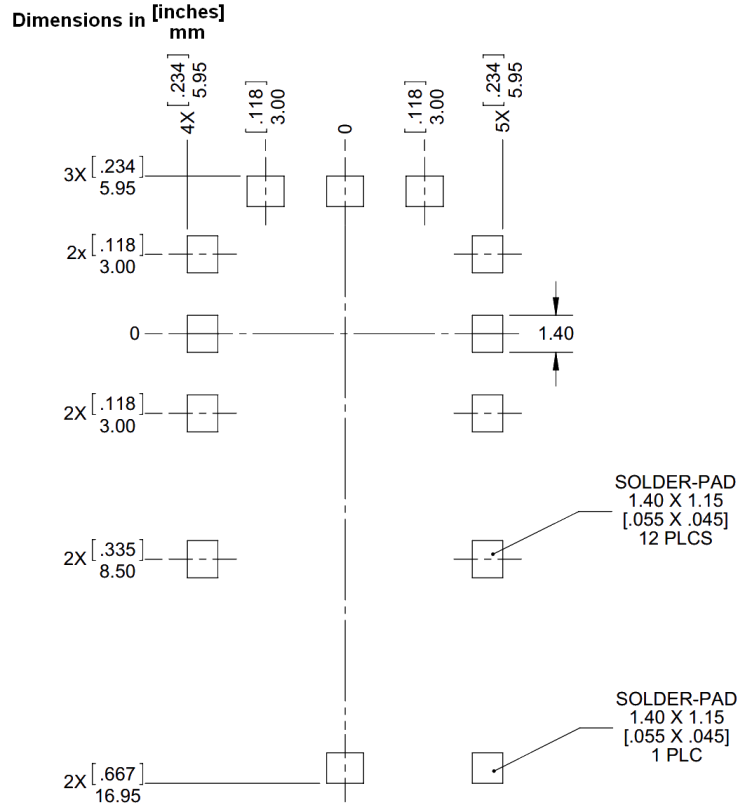 Dimensions in [inches]
mm
4X [.234]
5.95
[.118]
3.00
0
[.118]
3.00
5X [.234]
5.95
3X [.234]
5.95
2x [.118]
3.00
0
1.40
2X [.118]
3.00
SOLDER-PAD
1.40 X 1.15
[.055 X .045]
12 PLCS
2X [.335]
8.50
SOLDER-PAD
1.40 X 1.15
[.055 X .045]
1 PLC
2X [.667]
16.95